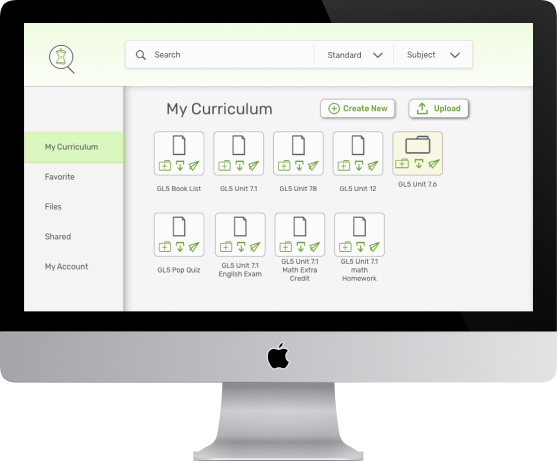 Search
Standard
Subject
My Curriculum
Create New
Upload
My Curriculum
Favorite
Files
Shared
My Account
GL5 Book List
GL5 Unit 7.1
GL5 Unit 78
GL5 Unit 12
GL5 Unit 7.6
GL5 Pop Quiz
GL5 Unit 7.1
English Exam
GL5 Unit 7.1
Math Extra
Credit
GL5 Unit 7.1
math
Homework